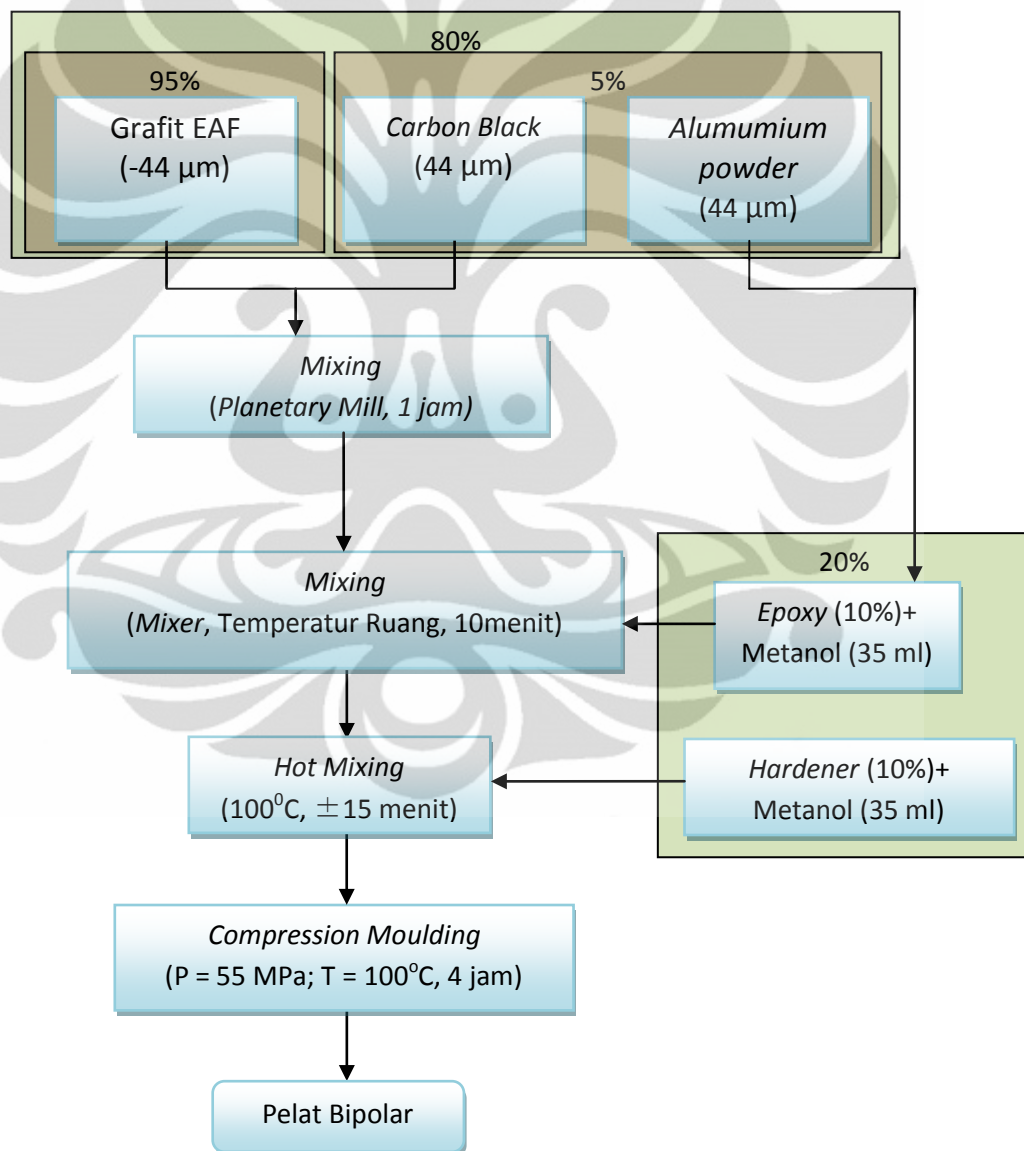 80%
95%
5%
Grafit EAF
(-44 µm)
Carbon Black
(44 µm)
Alumumium
powder
(44 µm)
Mixing
(Planetary Mill, 1 jam)
Mixing
(Mixer, Temperatur Ruang, 10menit)
20%
Epoxy (10%)+
Metanol (35 ml)
Hot Mixing
(100⁰C, ±15 menit)
Hardener (10%)+
Metanol (35 ml)
Compression Moulding
(P = 55 MPa; T = 100°C, 4 jam)
Pelat Bipolar